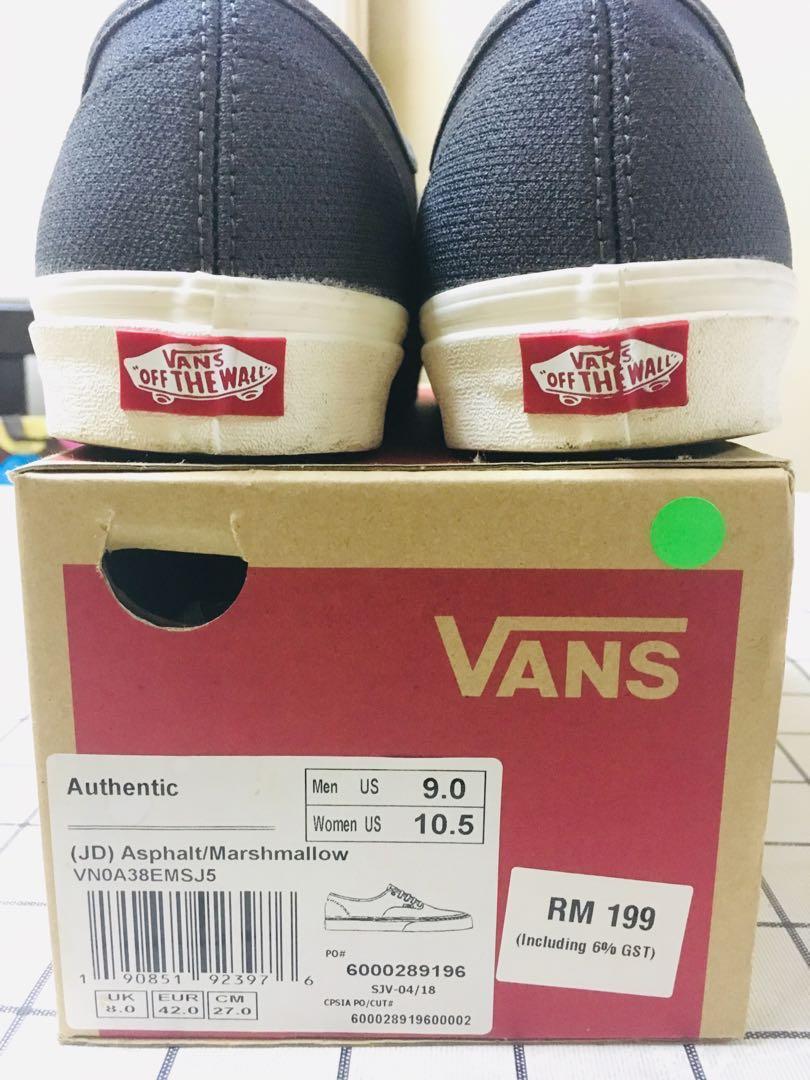 VANS
"OFF THE WALL"
VANS
"OFF THE WALL"
VANS
Authentic
Men US 9.0
Women US 10.5
(JD) Asphalt/Marshmallow
VN0A38EMSJ5
1 90851 92397 6
UK EUR CM
8.0 42.0 27.0
PO#
6000289196
SJV-04/18
CPSIA PO/CUT#
600028919600002
RM 199
(Including 6% GST)